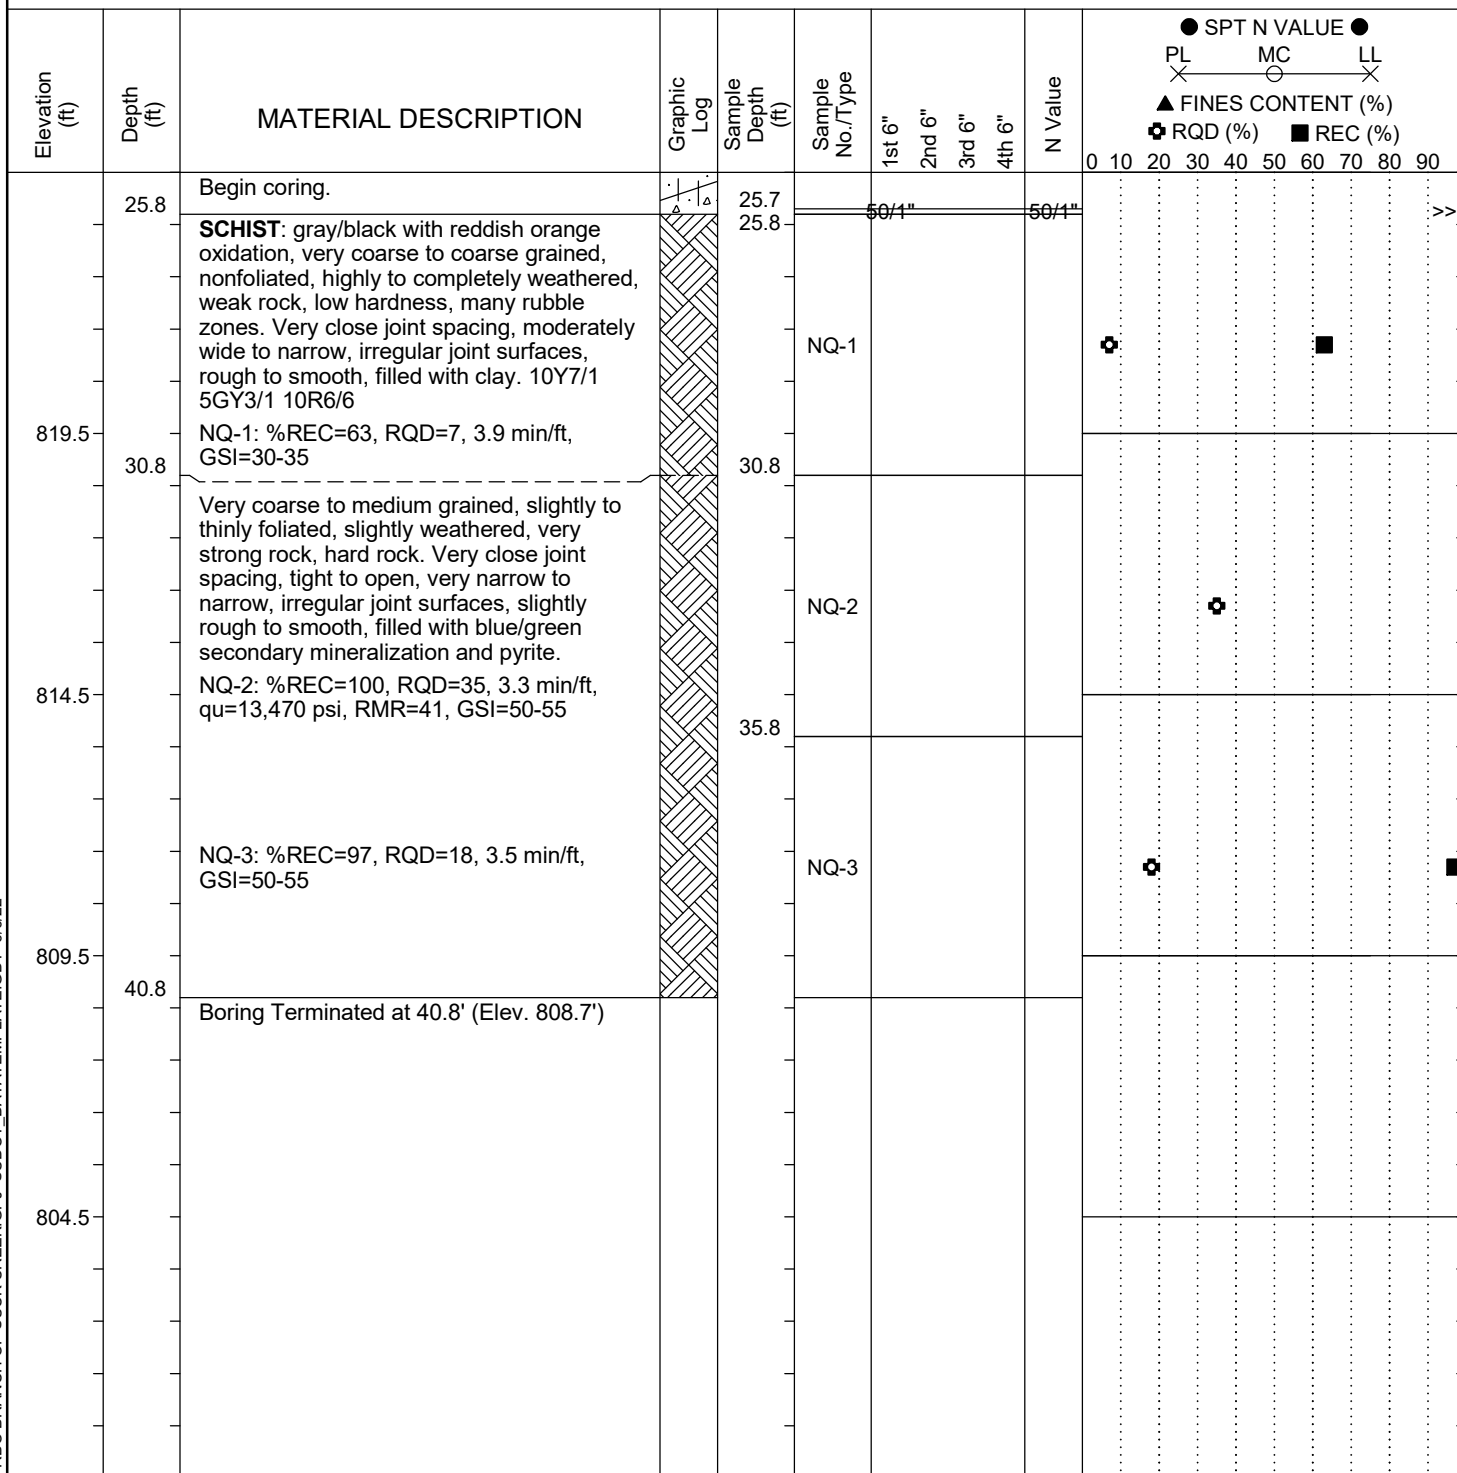 Elevation (ft)
Depth (ft)
MATERIAL DESCRIPTION
Graphic Log
Sample Depth (ft)
Sample No./Type
1st 6"
2nd 6"
3rd 6"
4th 6"
N Value
SPT N VALUE
PL MC LL
FINES CONTENT (%)
RQD (%) REC (%)
0 10 20 30 40 50 60 70 80 90
Begin coring.
25.8
25.7
25.8
50/1"
50/1"
>>
SCHIST: gray/black with reddish orange
oxidation, very coarse to coarse grained,
nonfoliated, highly to completely weathered,
weak rock, low hardness, many rubble
zones. Very close joint spacing, moderately
wide to narrow, irregular joint surfaces,
rough to smooth, filled with clay. 10Y7/1
5GY3/1 10R6/6
NQ-1
819.5
NQ-1: %REC=63, RQD=7, 3.9 min/ft,
GSI=30-35
30.8
30.8
Very coarse to medium grained, slightly to
thinly foliated, slightly weathered, very
strong rock, hard rock. Very close joint
spacing, tight to open, very narrow to
narrow, irregular joint surfaces, slightly
rough to smooth, filled with blue/green
secondary mineralization and pyrite.
NQ-2
814.5
NQ-2: %REC=100, RQD=35, 3.3 min/ft,
qu=13,470 psi, RMR=41, GSI=50-55
35.8
NQ-3: %REC=97, RQD=18, 3.5 min/ft,
GSI=50-55
NQ-3
809.5
40.8
Boring Terminated at 40.8' (Elev. 808.7')
804.5